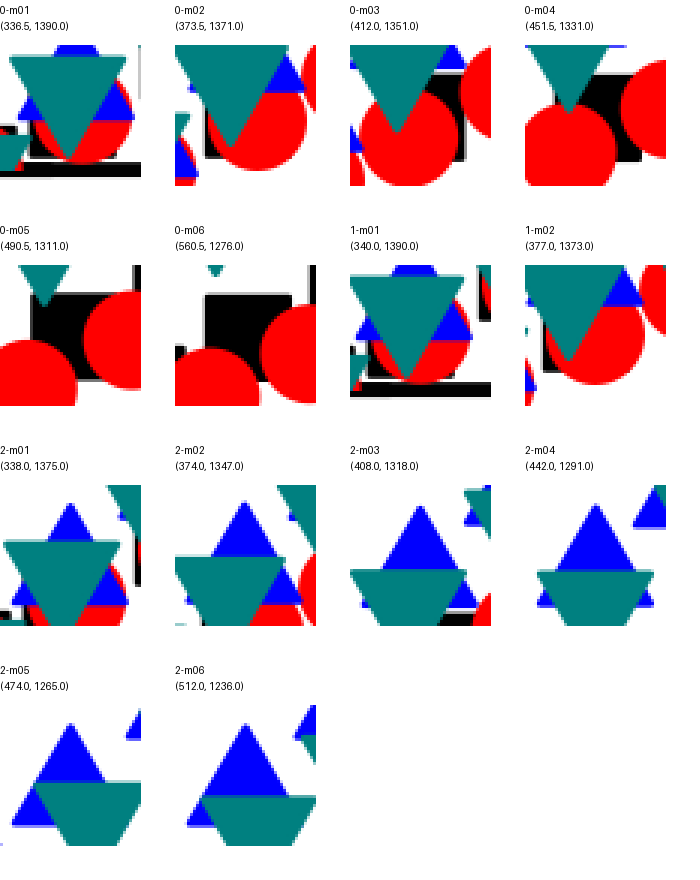 0-m01
(336.5, 1390.0)
0-m02
(373.5, 1371.0)
0-m03
(412.0, 1351.0)
0-m04
(451.5, 1331.0)
0-m05
(490.5, 1311.0)
0-m06
(560.5, 1276.0)
1-m01
(340.0, 1390.0)
1-m02
(377.0, 1373.0)
2-m01
(338.0, 1375.0)
2-m02
(374.0, 1347.0)
2-m03
(408.0, 1318.0)
2-m04
(442.0, 1291.0)
2-m05
(474.0, 1265.0)
2-m06
(512.0, 1236.0)